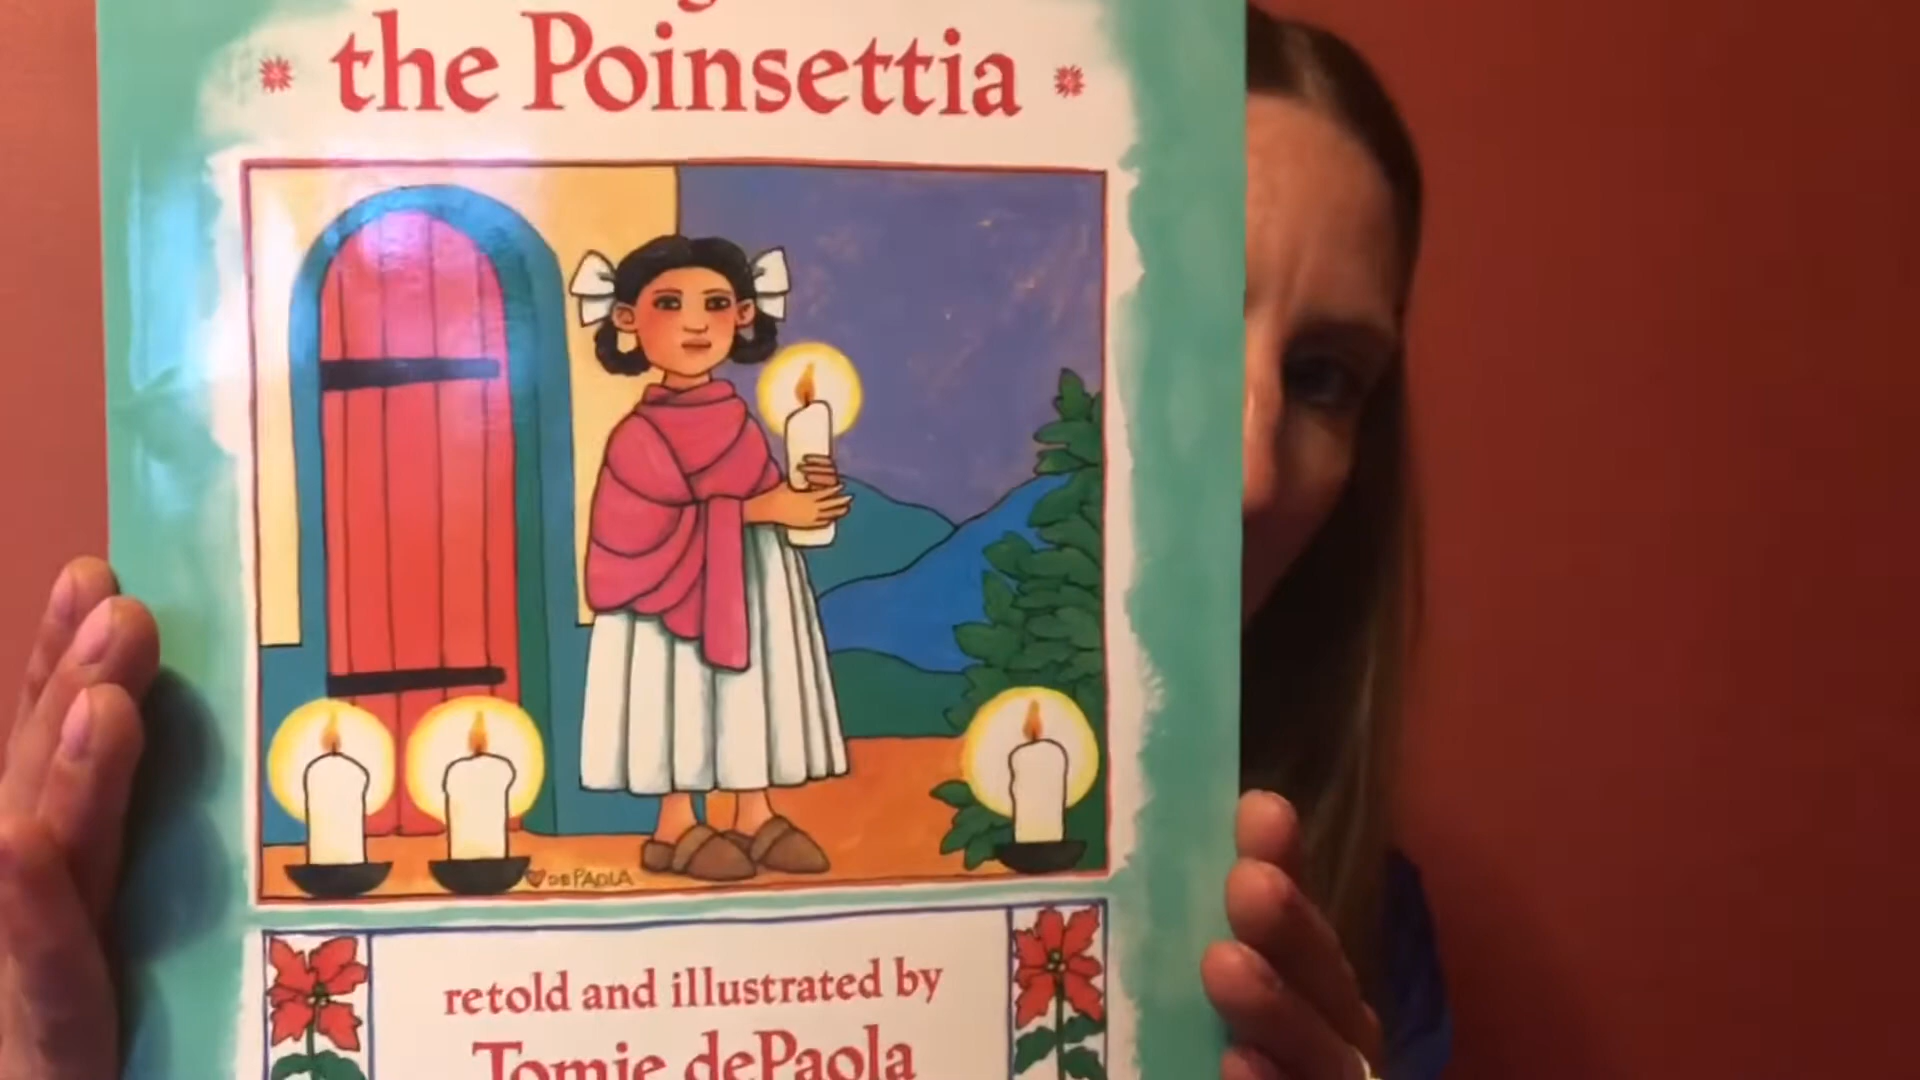 the Poinsettia
DEPAOLA
retold and illustrated by
Tomie dePaola